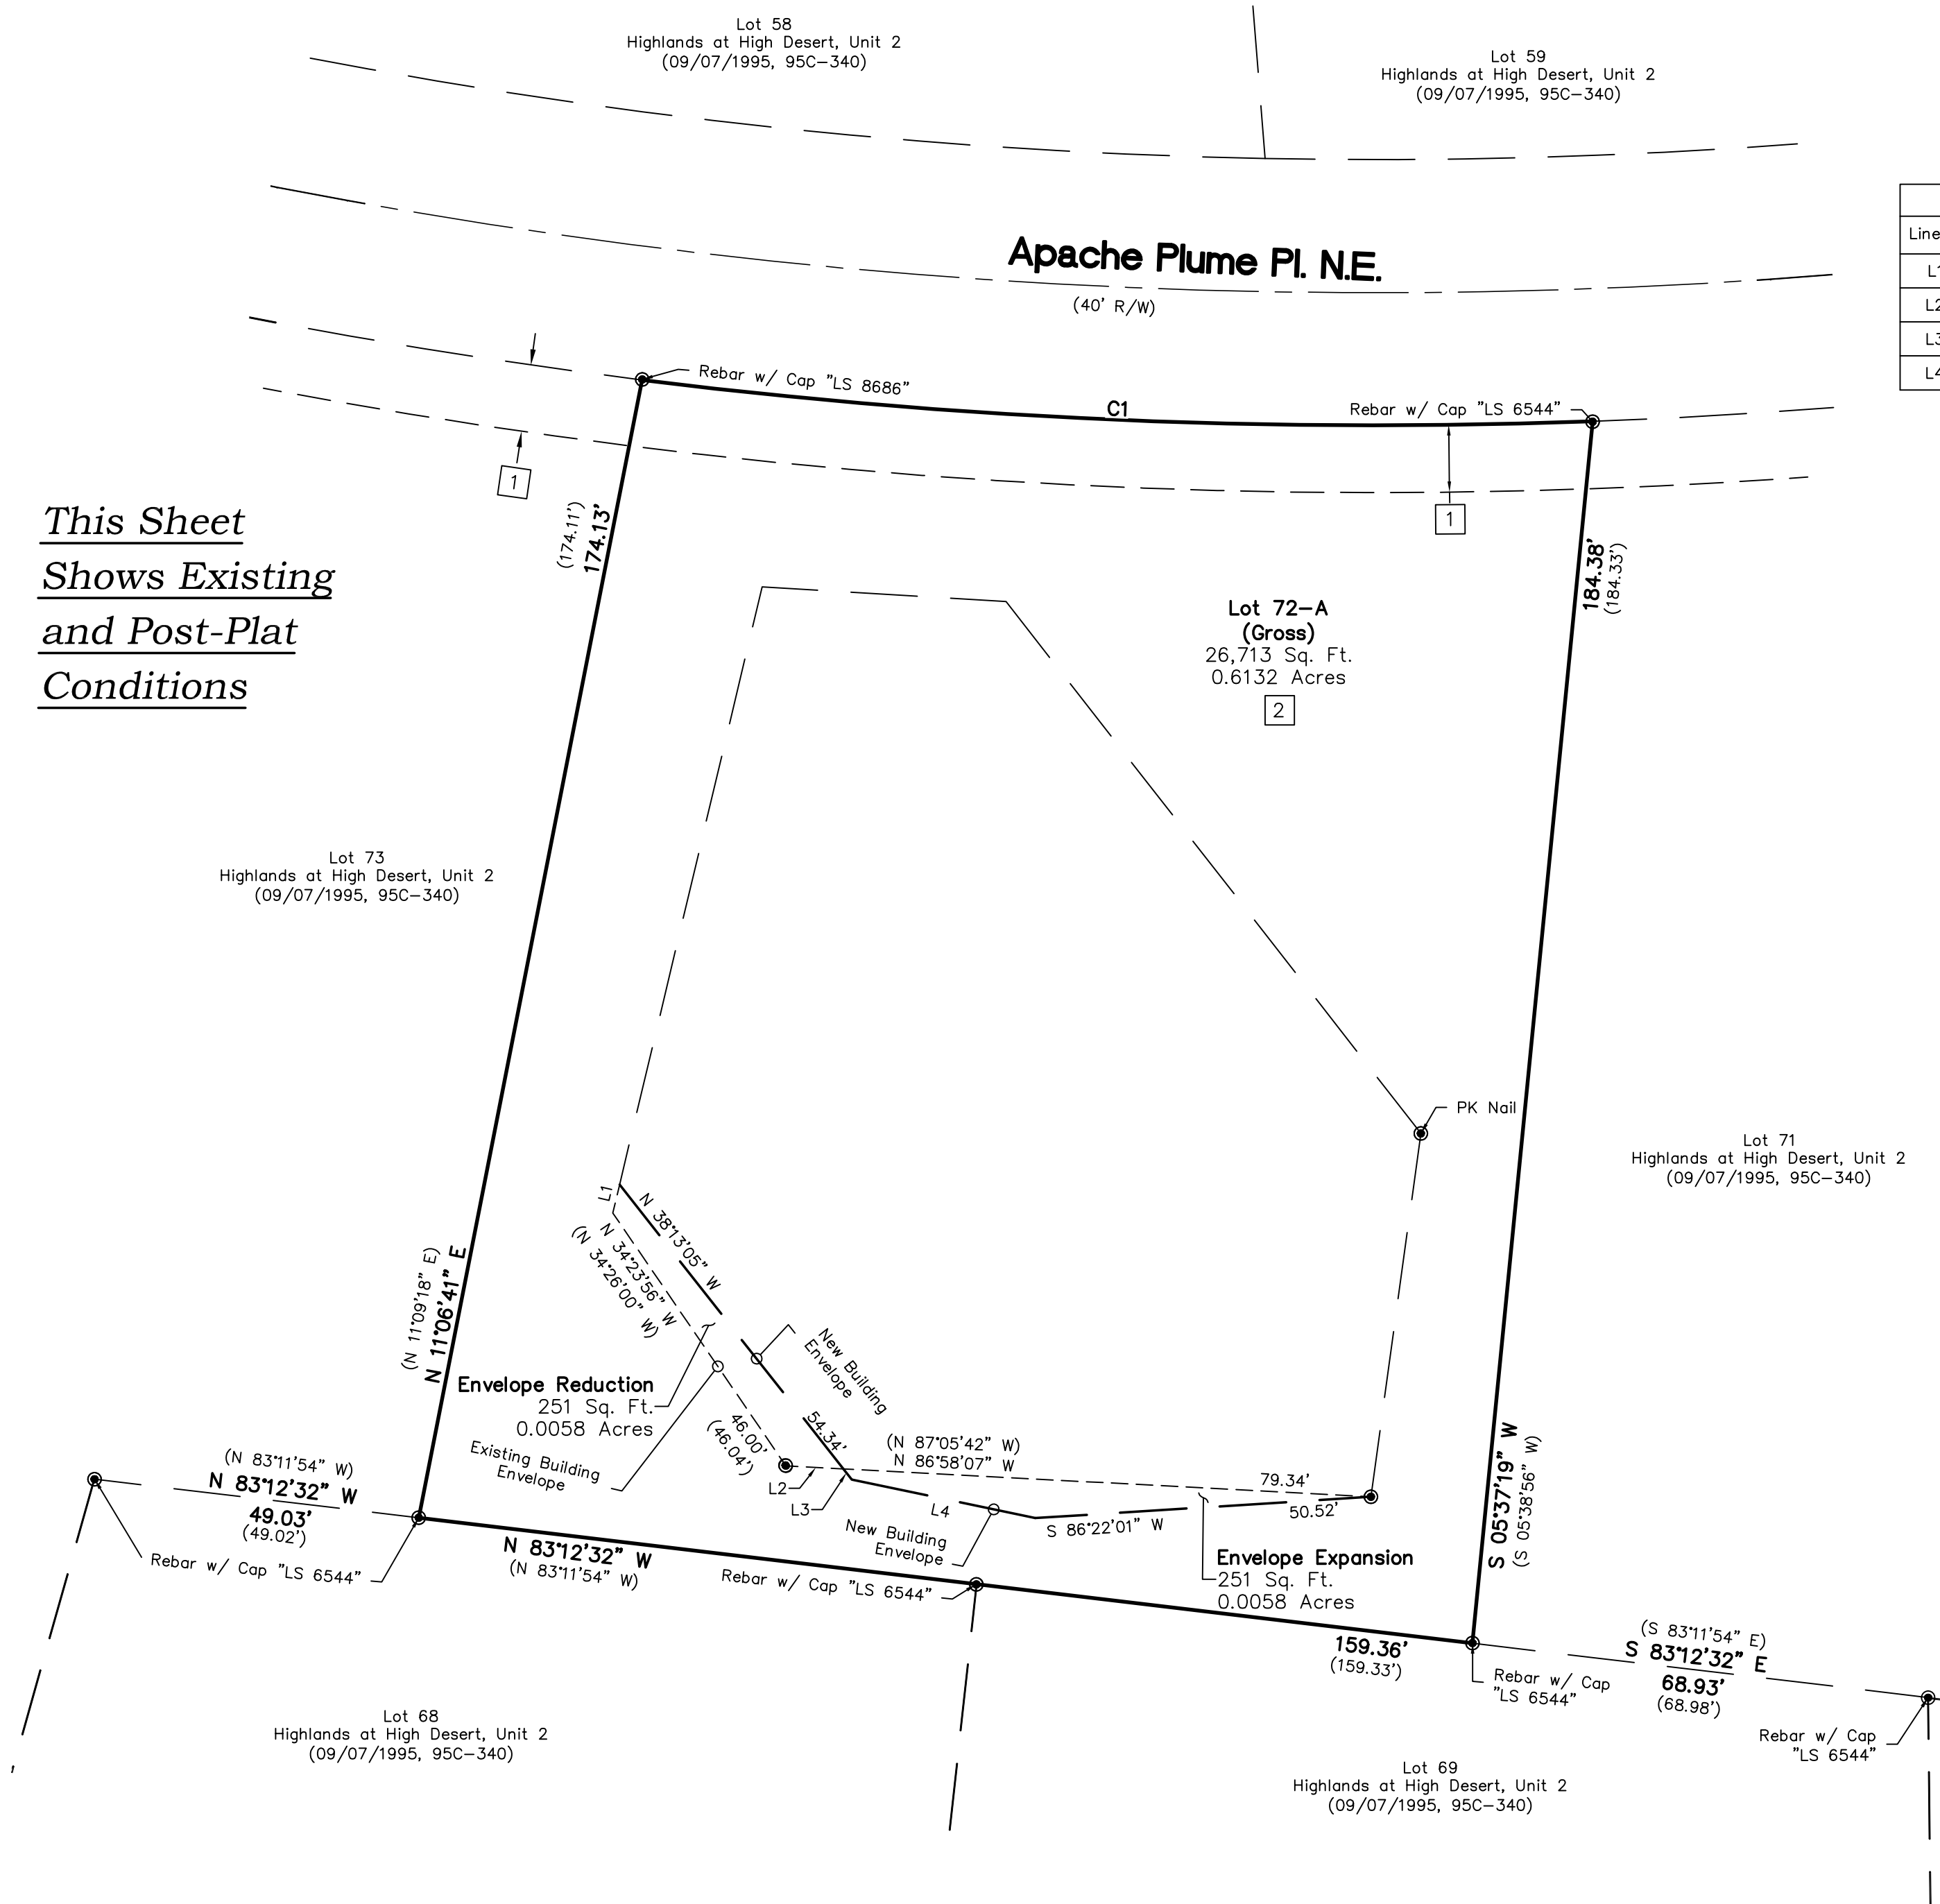 Lot 58
Highlands at High Desert, Unit 2
(09/07/1995, 95C-340)
Lot 59
Highlands at High Desert, Unit 2
(09/07/1995, 95C-340)
Line
L1
L2
L3
L4
Apache Plume Pl. N.E.
(40' R/W)
Rebar w/ Cap "LS 8686"
C1
Rebar w/ Cap "LS 6544"
1
1
This Sheet
Shows Existing
and Post-Plat
Conditions
(174.11')
174.13'
184.38'
(184.33')
Lot 72-A
(Gross)
26,713 Sq. Ft.
0.6132 Acres
2
Lot 73
Highlands at High Desert, Unit 2
(09/07/1995, 95C-340)
PK Nail
Lot 71
Highlands at High Desert, Unit 2
(09/07/1995, 95C-340)
L1
N 38°13'05" W
N 34°23'56" W
(N 34°26'00" W)
(N 11°09'18" E)
N 11°06'41" E
New Building
Envelope
Envelope Reduction
251 Sq. Ft.
0.0058 Acres
Existing Building
Envelope
46.00'
(46.04')
54.34'
(N 87°05'42" W)
N 86°58'07" W
79.34'
L2
L3
L4
50.52'
S 86°22'01" W
New Building
Envelope
Envelope Expansion
251 Sq. Ft.
0.0058 Acres
S 05°37'19" W
(S 05°38'56" W)
(N 83°11'54" W)
N 83°12'32" W
49.03'
(49.02')
Rebar w/ Cap "LS 6544"
N 83°12'32" W
(N 83°11'54" W)
Rebar w/ Cap "LS 6544"
159.36'
(159.33')
Rebar w/ Cap
"LS 6544"
(S 83°11'54" E)
S 83°12'32" E
68.93'
(68.98')
Rebar w/ Cap
"LS 6544"
Lot 68
Highlands at High Desert, Unit 2
(09/07/1995, 95C-340)
Lot 69
Highlands at High Desert, Unit 2
(09/07/1995, 95C-340)